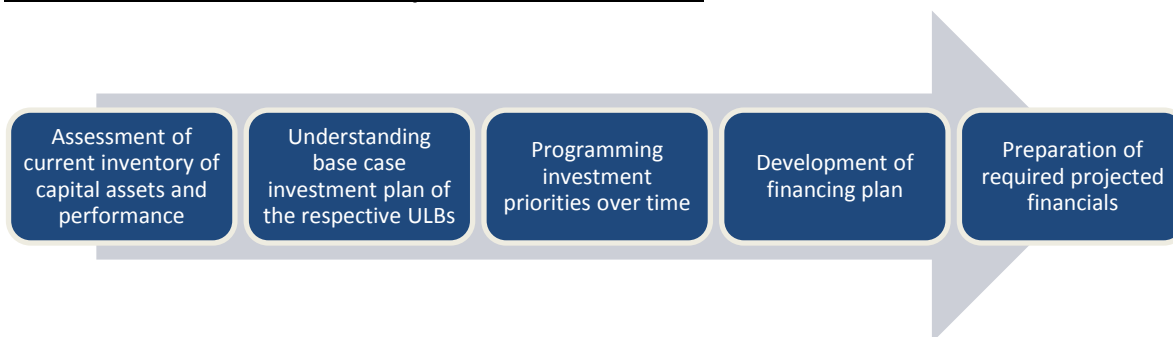 Assessment of
current inventory of
capital assets and
performance
Understanding
base case
investment plan of
the respective ULBs
Programming
investment
priorities over time
Development of
financing plan
Preparation of
required projected
financials